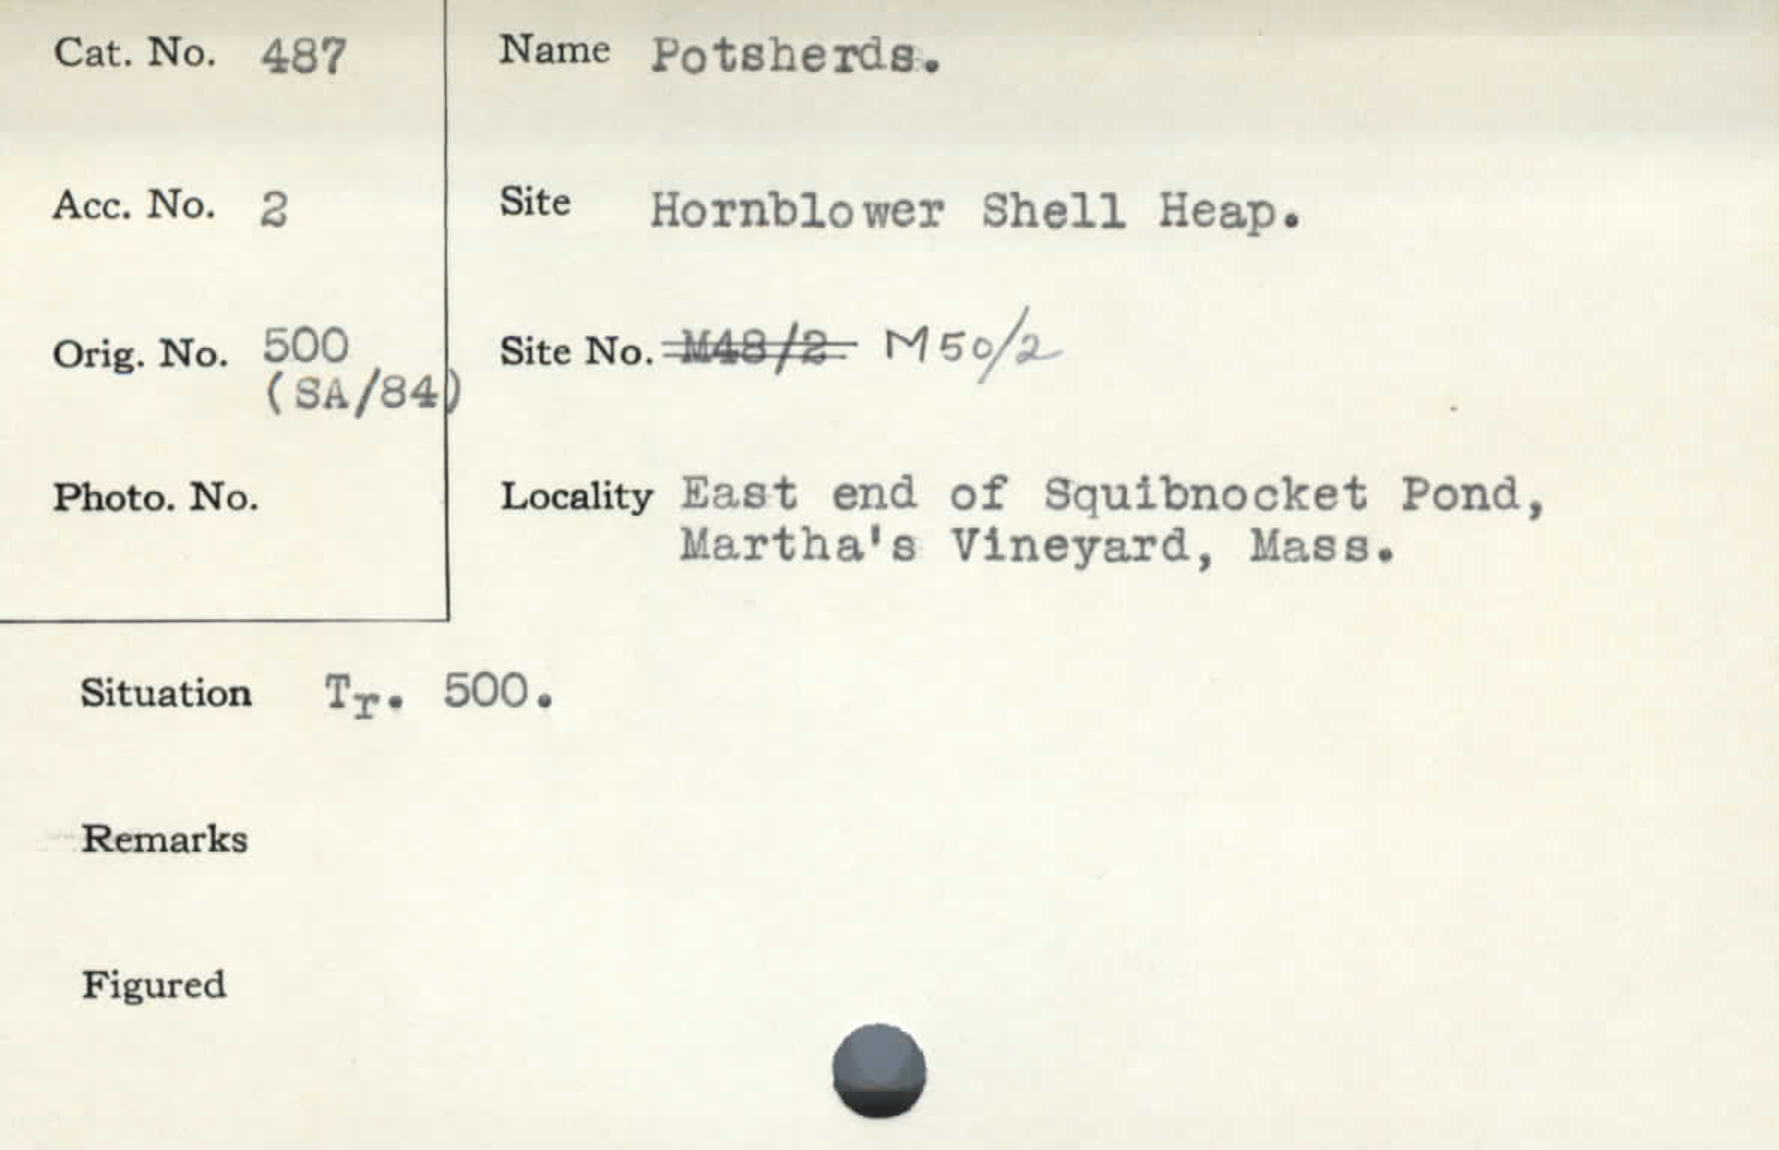 Cat. No. 487
Name Potsherds.
Acc. No. 2
Site Hornblower Shell Heap.
Orig. No. 500
(SA/84)
Site No. M48/2 M50/2
Photo. No.
Locality East end of Squibnocket Pond,
Martha's Vineyard, Mass.
Situation Tr. 500.
Remarks
Figured